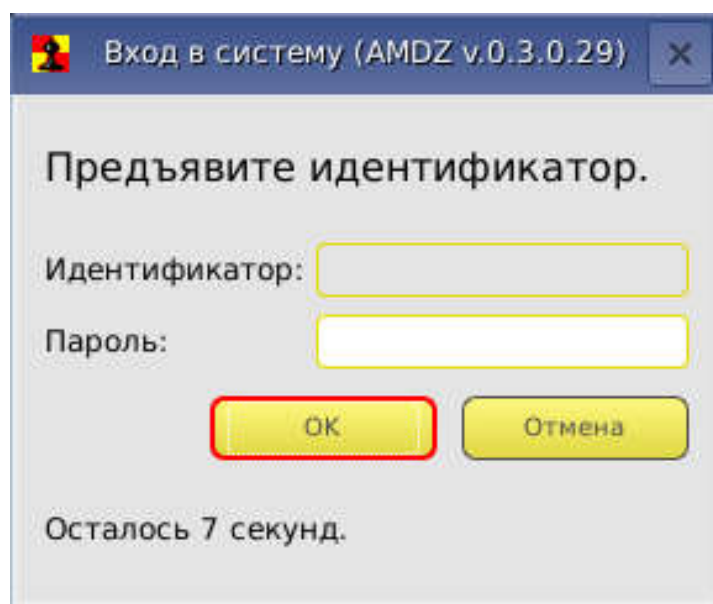 Вход в систему (AMDZ v.0.3.0.29)
Предъявите идентификатор.
Идентификатор:
Пароль:
OK Отмена
Осталось 7 секунд.